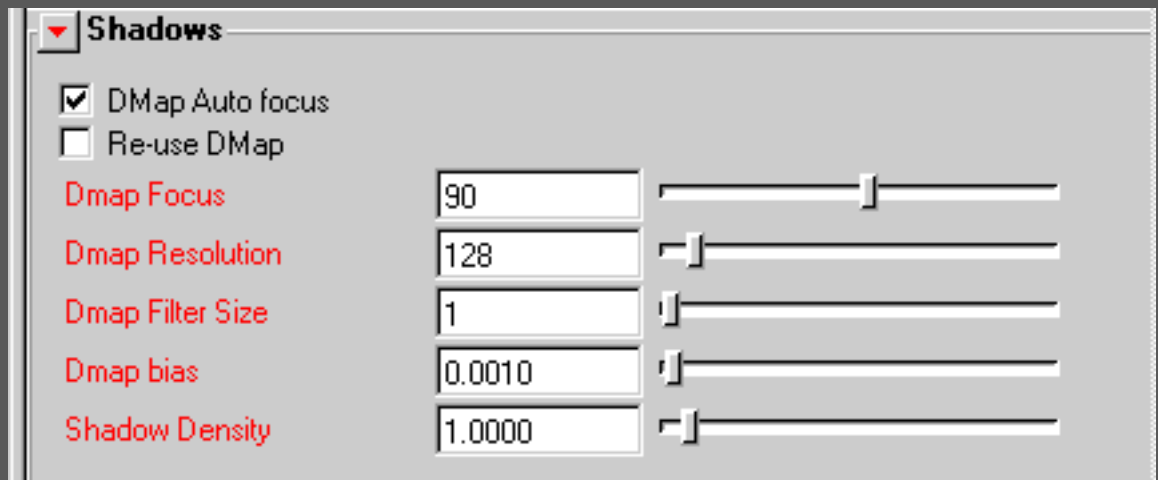 Shadows
DMap Auto focus
Re-use DMap
Dmap Focus 90
Dmap Resolution 128
Dmap Filter Size 1
Dmap bias 0.0010
Shadow Density 1.0000